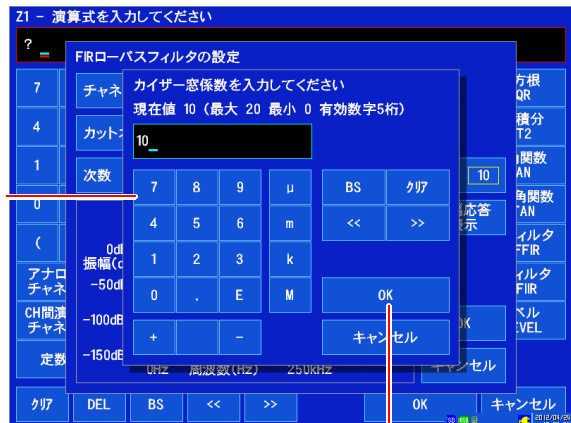 Z1 - 演算式を入力してください
?
FIRローパスフィルタの設定
カイザー窓係数を入力してください
現在値 10 (最大 20 最小 0 有効数字5桁)
10
7 8 9 μ BS クリア
4 5 6 m << >>
1 2 3 k
0 . E M OK
+ - キャンセル
7
4
1
0
(
アナロ
チャネ
CH間演
チャネ
定数
チャネ
カット
次数
10
応答
示
0dB
振幅(d
-50dB
-100dB
-150dB
0Hz 周波数(Hz) 250kHz
OK
キャンセル
方根
QR
積分
T2
関数
AN
角関数
TAN
ィルタ
FFIR
ィルタ
FIIR
ベル
EVEL
クリア DEL BS << >> OK キャンセル
SD USB